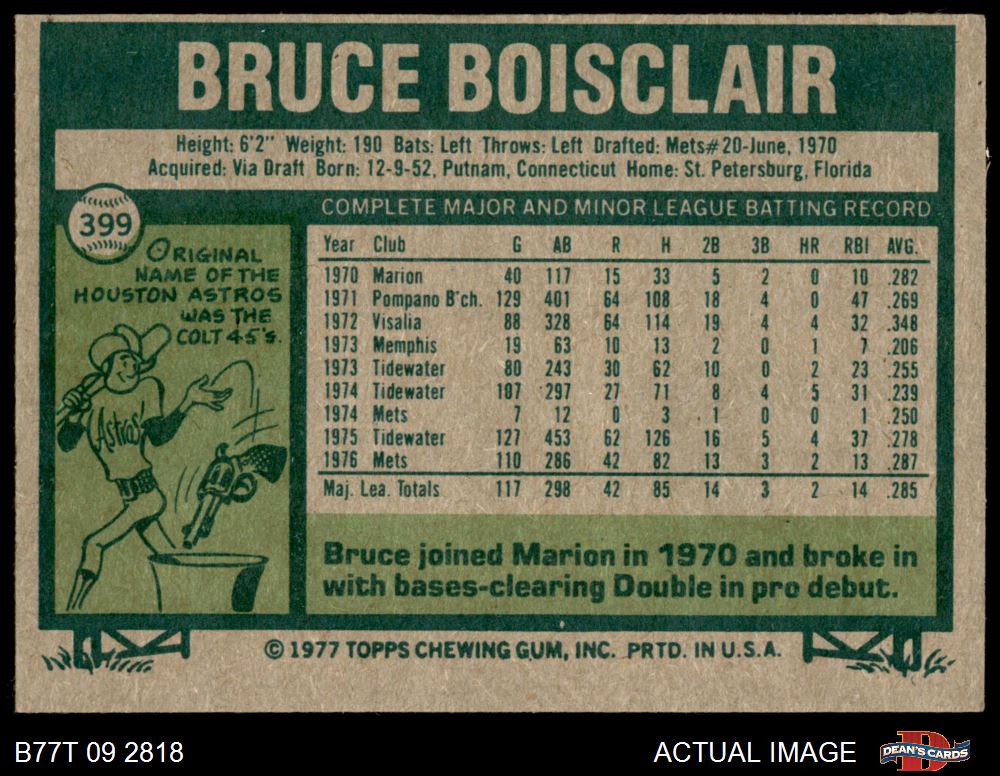 BRUCE BOISCLAIR
Height: 6'2" Weight: 190 Bats: Left Throws: Left Drafted: Mets#20-June, 1970
Acquired: Via Draft Born: 12-9-52, Putnam, Connecticut Home: St. Petersburg, Florida
399
ORIGINAL
NAME OF THE
HOUSTON ASTROS
WAS THE
COLT 45's.
Astros
COMPLETE MAJOR AND MINOR LEAGUE BATTING RECORD
Year Club G AB R H 2B 3B HR RBI AVG.
1970 Marion 40 117 15 33 5 2 0 10 .282
1971 Pompano B'ch. 129 401 64 108 18 4 0 47 .269
1972 Visalia 88 328 64 114 19 4 4 32 .348
1973 Memphis 19 63 10 13 2 0 1 7 .206
1973 Tidewater 80 243 30 62 10 0 2 23 .255
1974 Tidewater 107 297 27 71 8 4 5 31 .239
1974 Mets 7 12 0 3 1 0 0 1 .250
1975 Tidewater 127 453 62 126 16 5 4 37 .278
1976 Mets 110 286 42 82 13 3 2 13 .287
Maj. Lea. Totals 117 298 42 85 14 3 2 14 .285
Bruce joined Marion in 1970 and broke in
with bases-clearing Double in pro debut.
© 1977 TOPPS CHEWING GUM, INC. PRTD. IN U.S.A.
B77T 09 2818
ACTUAL IMAGE
D
DEAN'S CARDS